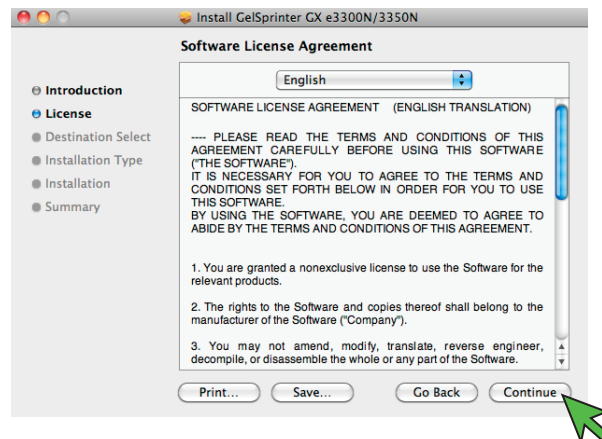 Install GelSprinter GX e3300N/3350N
Software License Agreement
Introduction
License
Destination Select
Installation Type
Installation
Summary
English
SOFTWARE LICENSE AGREEMENT (ENGLISH TRANSLATION)
---- PLEASE READ THE TERMS AND CONDITIONS OF THIS
AGREEMENT CAREFULLY BEFORE USING THIS SOFTWARE
("THE SOFTWARE").
IT IS NECESSARY FOR YOU TO AGREE TO THE TERMS AND
CONDITIONS SET FORTH BELOW IN ORDER FOR YOU TO USE
THIS SOFTWARE.
BY USING THE SOFTWARE, YOU ARE DEEMED TO AGREE TO
ABIDE BY THE TERMS AND CONDITIONS OF THIS AGREEMENT.
1. You are granted a nonexclusive license to use the Software for the
relevant products.
2. The rights to the Software and copies thereof shall belong to the
manufacturer of the Software ("Company").
3. You may not amend, modify, translate, reverse engineer,
decompile, or disassemble the whole or any part of the Software.
Print...
Save...
Go Back
Continue